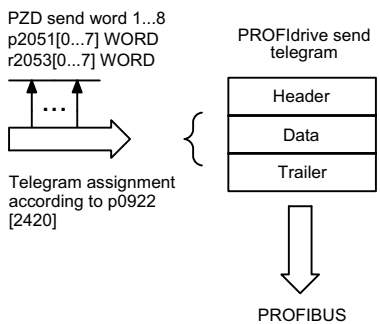 PZD send word 1...8
p2051[0...7] WORD
r2053[0...7] WORD
...
Telegram assignment
according to p0922
[2420]
PROFIdrive send
telegram
Header
Data
Trailer
PROFIBUS